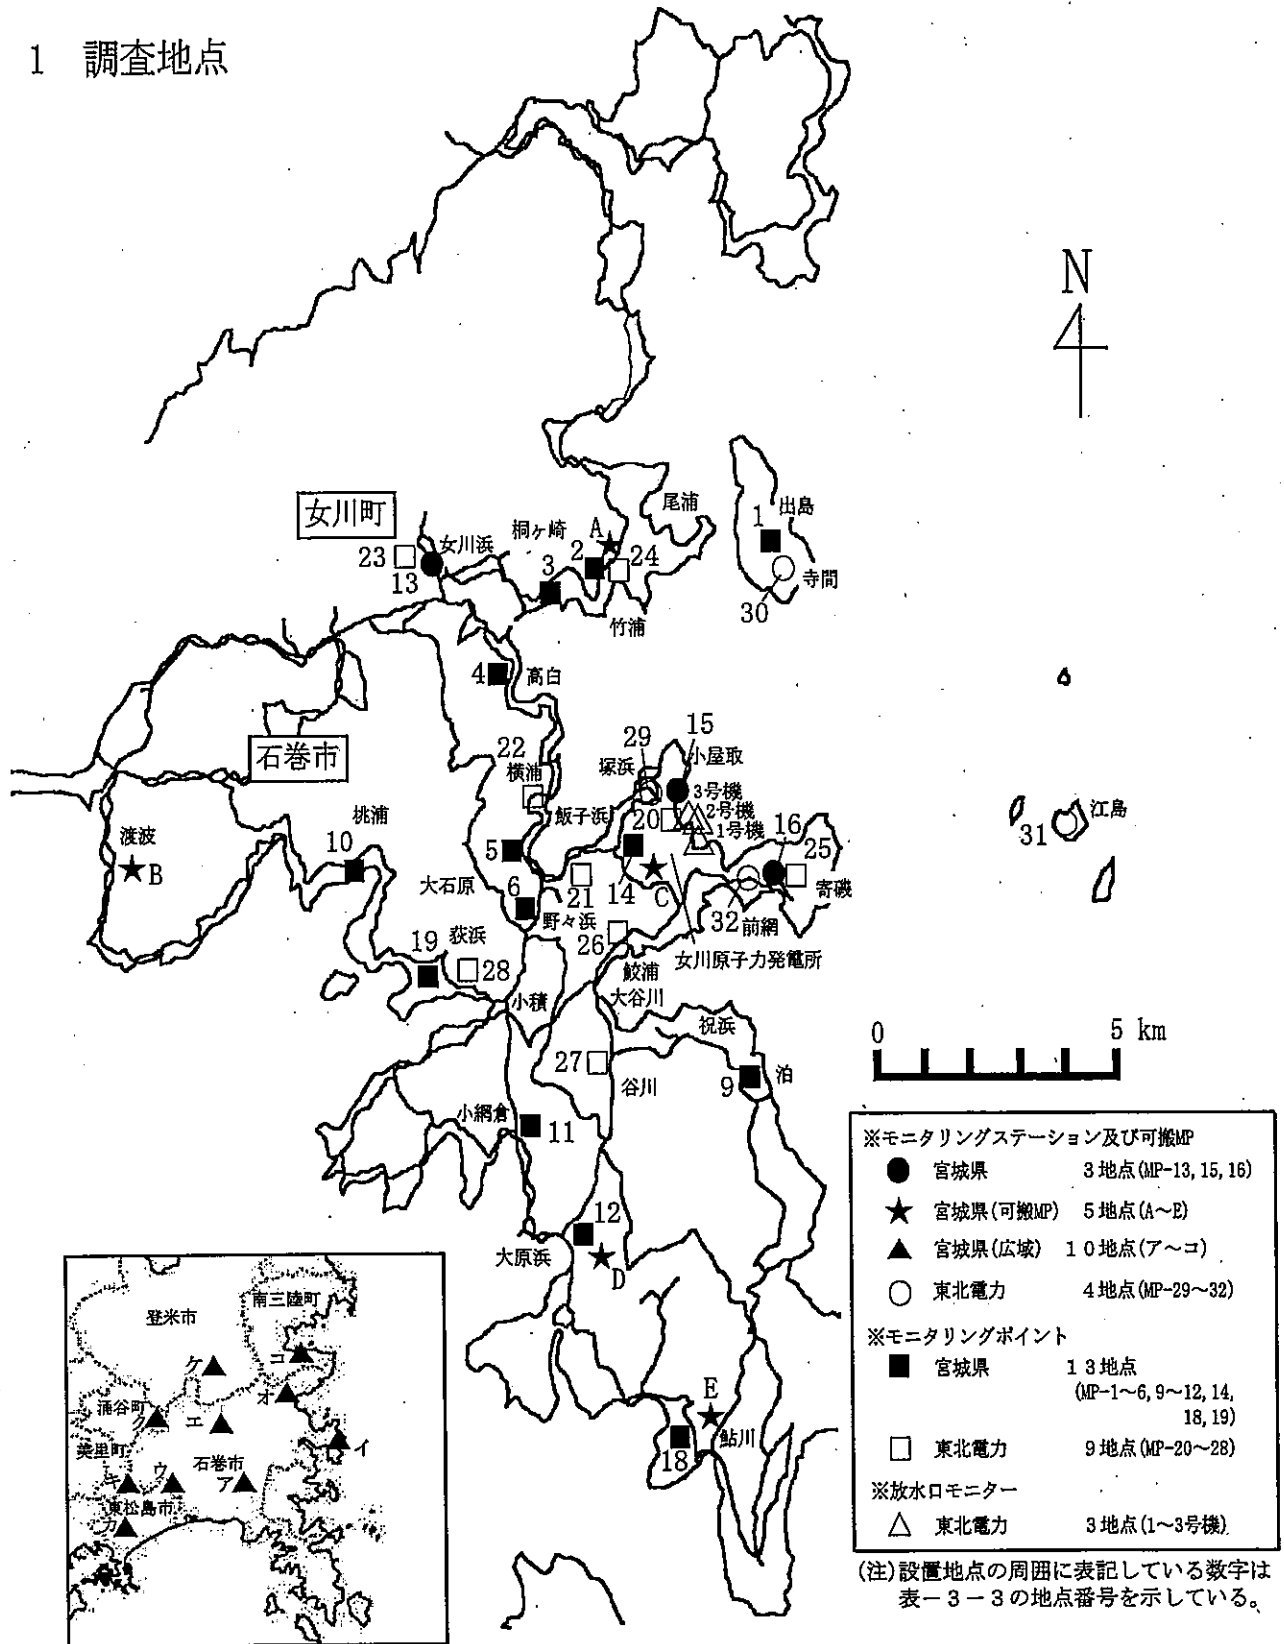 1 調査地点
N
女川町
女川浜
桐ヶ崎
A
尾浦
1
出島
23
13
3
2
24
30
寺間
竹浦
4
高白
石巻市
22
横浦
29
15
小屋取
塚浜
3号機
2号機
1号機
20
飯子浜
16
25
31
江島
渡波
B
桃浦
10
5
大石原
6
21
14
C
32
前網
寄磯
野々浜
26
女川原子力発電所
19
荻浜
28
鮫浦
大谷川
小積
祝浜
0 5 km
27
谷川
9
泊
小網倉
11
12
大原浜
D
E
18
鮎川
※モニタリングステーション及び可搬MP
● 宮城県 3地点(MP-13,15,16)
★ 宮城県(可搬MP) 5地点(A~E)
▲ 宮城県(広域) 10地点(ア~コ)
○ 東北電力 4地点(MP-29~32)
※モニタリングポイント
■ 宮城県 13地点
(MP-1~6,9~12,14,
18,19)
□ 東北電力 9地点(MP-20~28)
※放水口モニター
△ 東北電力 3地点(1~3号機)
(注)設置地点の周囲に表記している数字は
表-3-3の地点番号を示している。
南三陸町
登米市
コ
ケ
オ
涌谷町
ク
エ
イ
美里町
石巻市
キ
ウ
ア
東松島市
カ